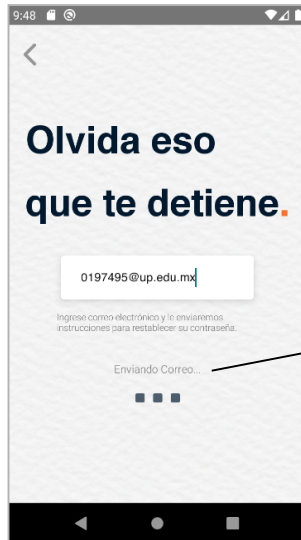 9:48
Olvida eso
que te detiene.
0197495@up.edu.mx
Ingrese correo electrónico y le enviaremos
instrucciones para restablecer su contraseña.
Enviando Correo...